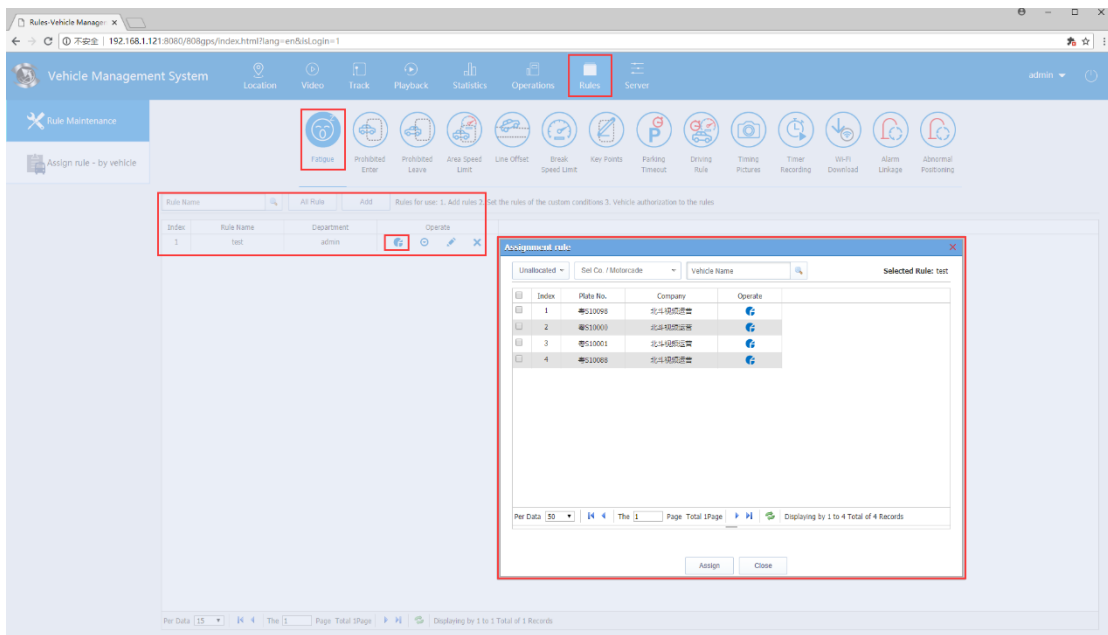 Rules-Vehicle Manager
不安全 | 192.168.1.121:8080/808gps/index.html?lang=en&isLogin=1
Vehicle Management System
Location Video Track Playback Statistics Operations Rules Server
admin
Rule Maintenance
Assign rule - by vehicle
Fatigue
Prohibited Enter
Prohibited Leave
Area Speed Limit
Line Offset
Break Speed Limit
Key Points
Parking Timeout
Driving Rule
Timing Pictures
Timer Recording
Wi-Fi Download
Alarm Linkage
Abnormal Positioning
Rule Name All Rule Add Rules for use: 1. Add rules 2. Set the rules of the custom conditions 3. Vehicle authorization to the rules
Index Rule Name Department Operate
1 test admin
Assignment rule
Unallocated Sel Co. / Motorcade Vehicle Name Selected Rule: test
Index Plate No. Company Operate
1 粤S10098 北斗视频运营
2 粤S10000 北斗视频运营
3 粤S10001 北斗视频运营
4 粤S10088 北斗视频运营
Per Data 50 The 1 Page Total 1Page Displaying by 1 to 4 Total of 4 Records
Assign Close
Per Data 15 The 1 Page Total 1Page Displaying by 1 to 1 Total of 1 Records